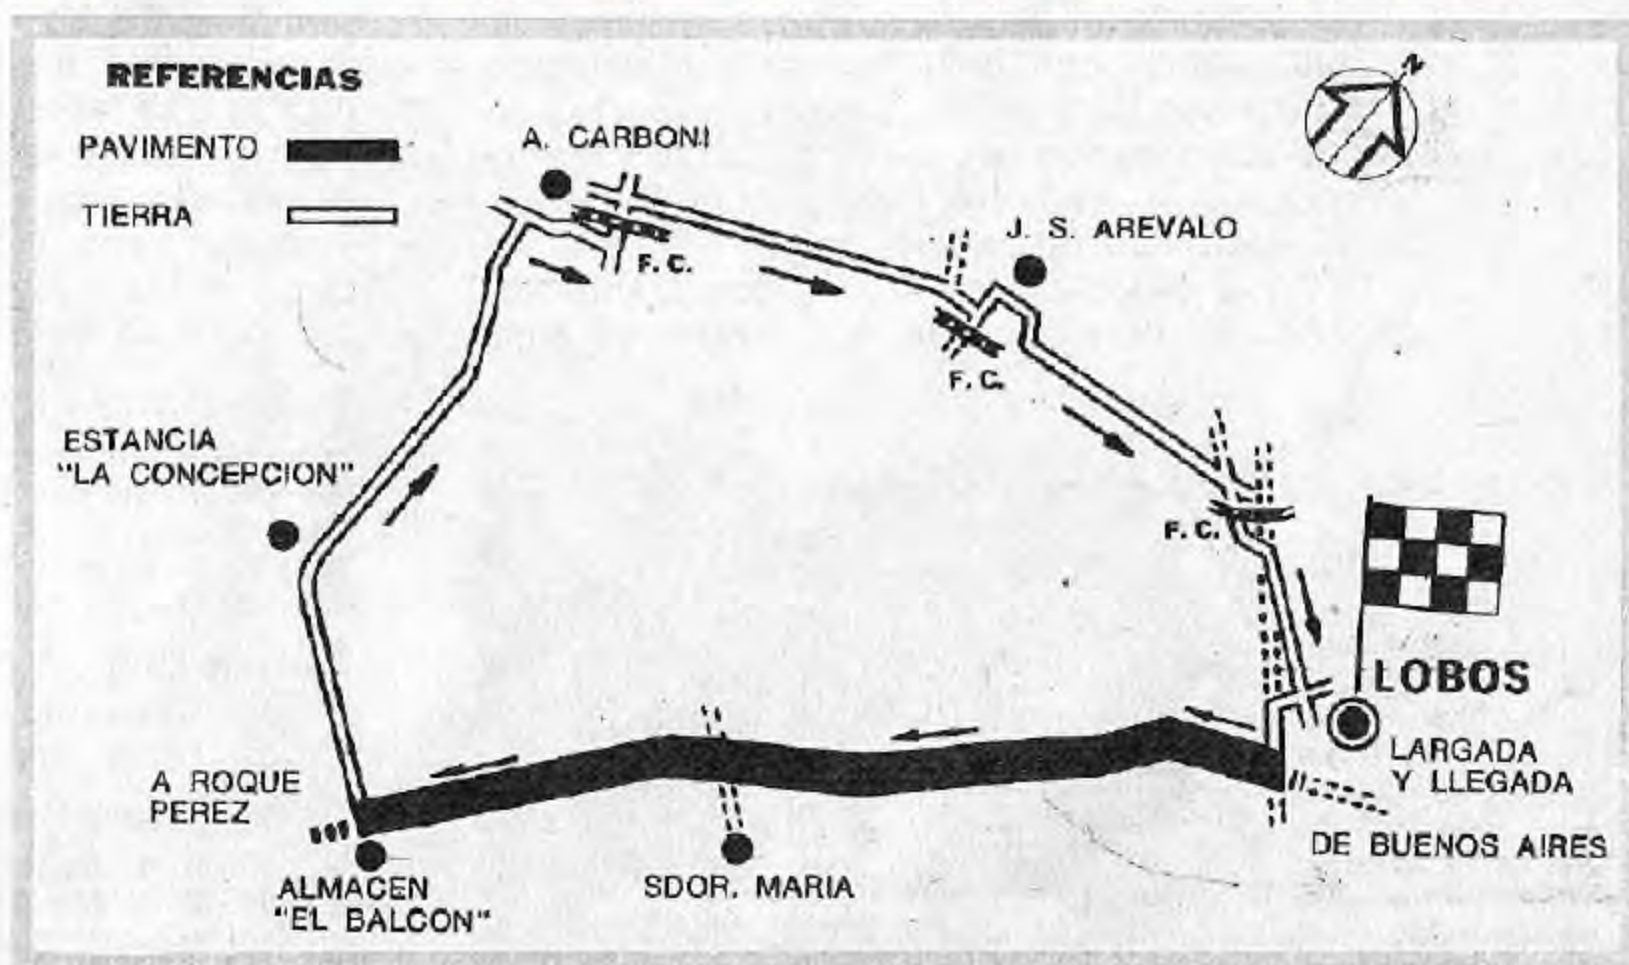 REFERENCIAS
PAVIMENTO
TIERRA
N
A. CARBONI
F. C.
J. S. AREVALO
F. C.
ESTANCIA
"LA CONCEPCION"
F. C.
LOBOS
LARGADA
Y LLEGADA
A ROQUE
PEREZ
DE BUENOS AIRES
ALMACEN
"EL BALCON"
SDOR. MARIA